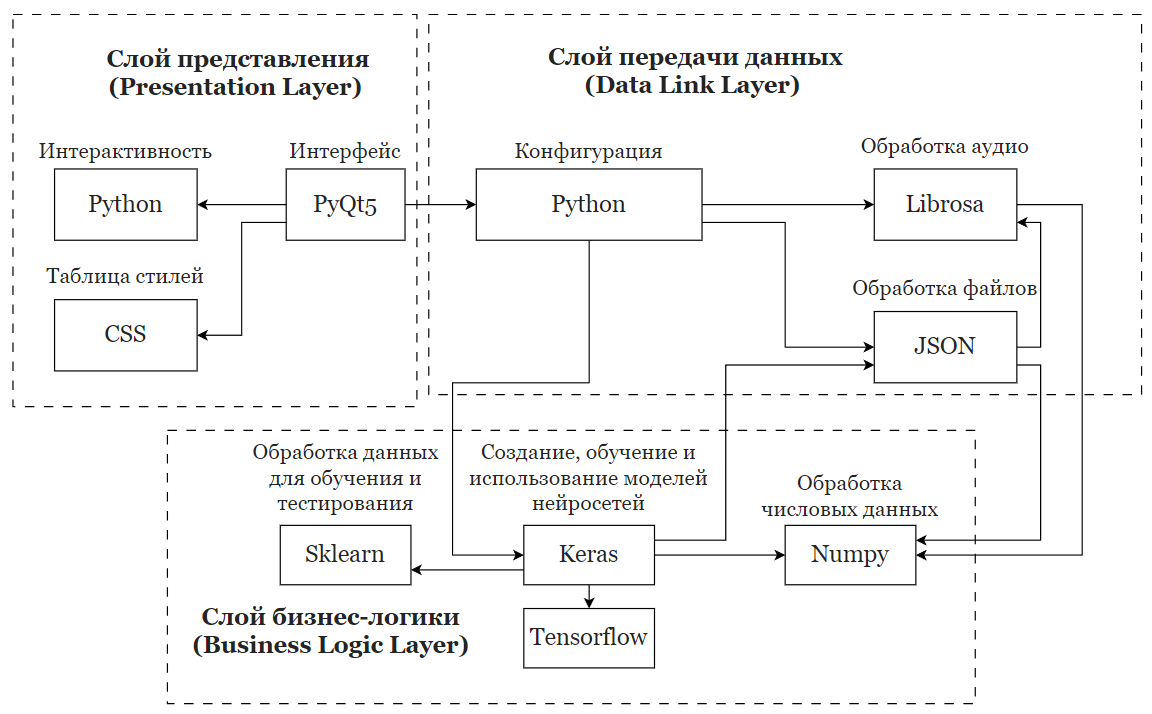 Слой представления
(Presentation Layer)
Интерактивность
Python
Интерфейс
PyQt5
Таблица стилей
CSS
Слой передачи данных
(Data Link Layer)
Конфигурация
Python
Обработка аудио
Librosa
Обработка файлов
JSON
Обработка данных
для обучения и
тестирования
Sklearn
Создание, обучение и
использование моделей
нейросетей
Keras
Обработка
числовых данных
Numpy
Tensorflow
Слой бизнес-логики
(Business Logic Layer)